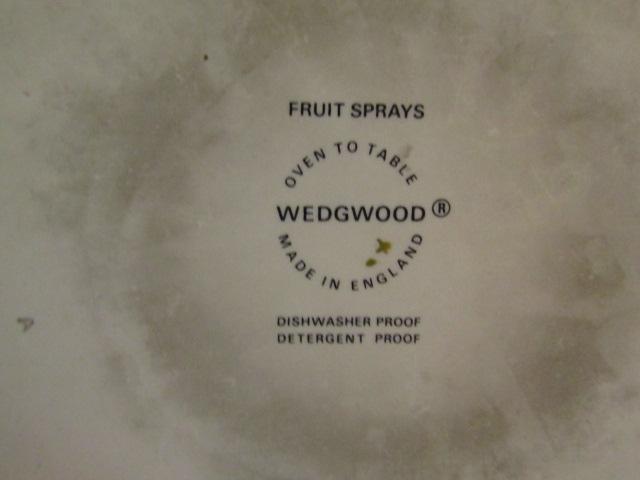 FRUIT SPRAYS
OVEN TO TABLE
WEDGWOOD®
MADE IN ENGLAND
DISHWASHER PROOF
DETERGENT PROOF